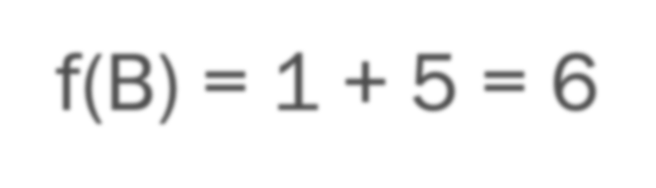 f(B) = 1 + 5 = 6